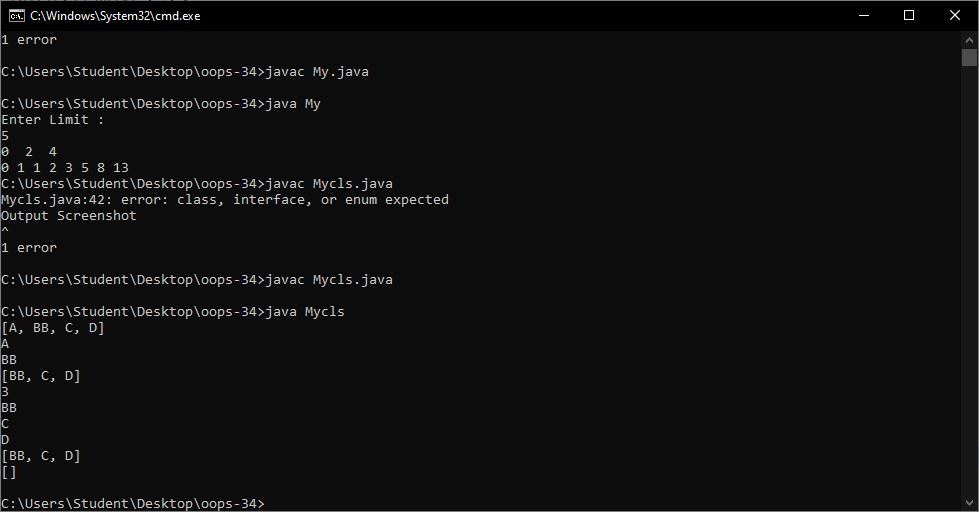 C:\Windows\System32\cmd.exe
1 error
C:\Users\Student\Desktop\oops-34>javac My.java
C:\Users\Student\Desktop\oops-34>java My
Enter Limit :
5
0  2  4
0 1 1 2 3 5 8 13
C:\Users\Student\Desktop\oops-34>javac Mycls.java
Mycls.java:42: error: class, interface, or enum expected
Output Screenshot
^
1 error
C:\Users\Student\Desktop\oops-34>javac Mycls.java
C:\Users\Student\Desktop\oops-34>java Mycls
[A, BB, C, D]
A
BB
[BB, C, D]
3
BB
C
D
[BB, C, D]
[]
C:\Users\Student\Desktop\oops-34>